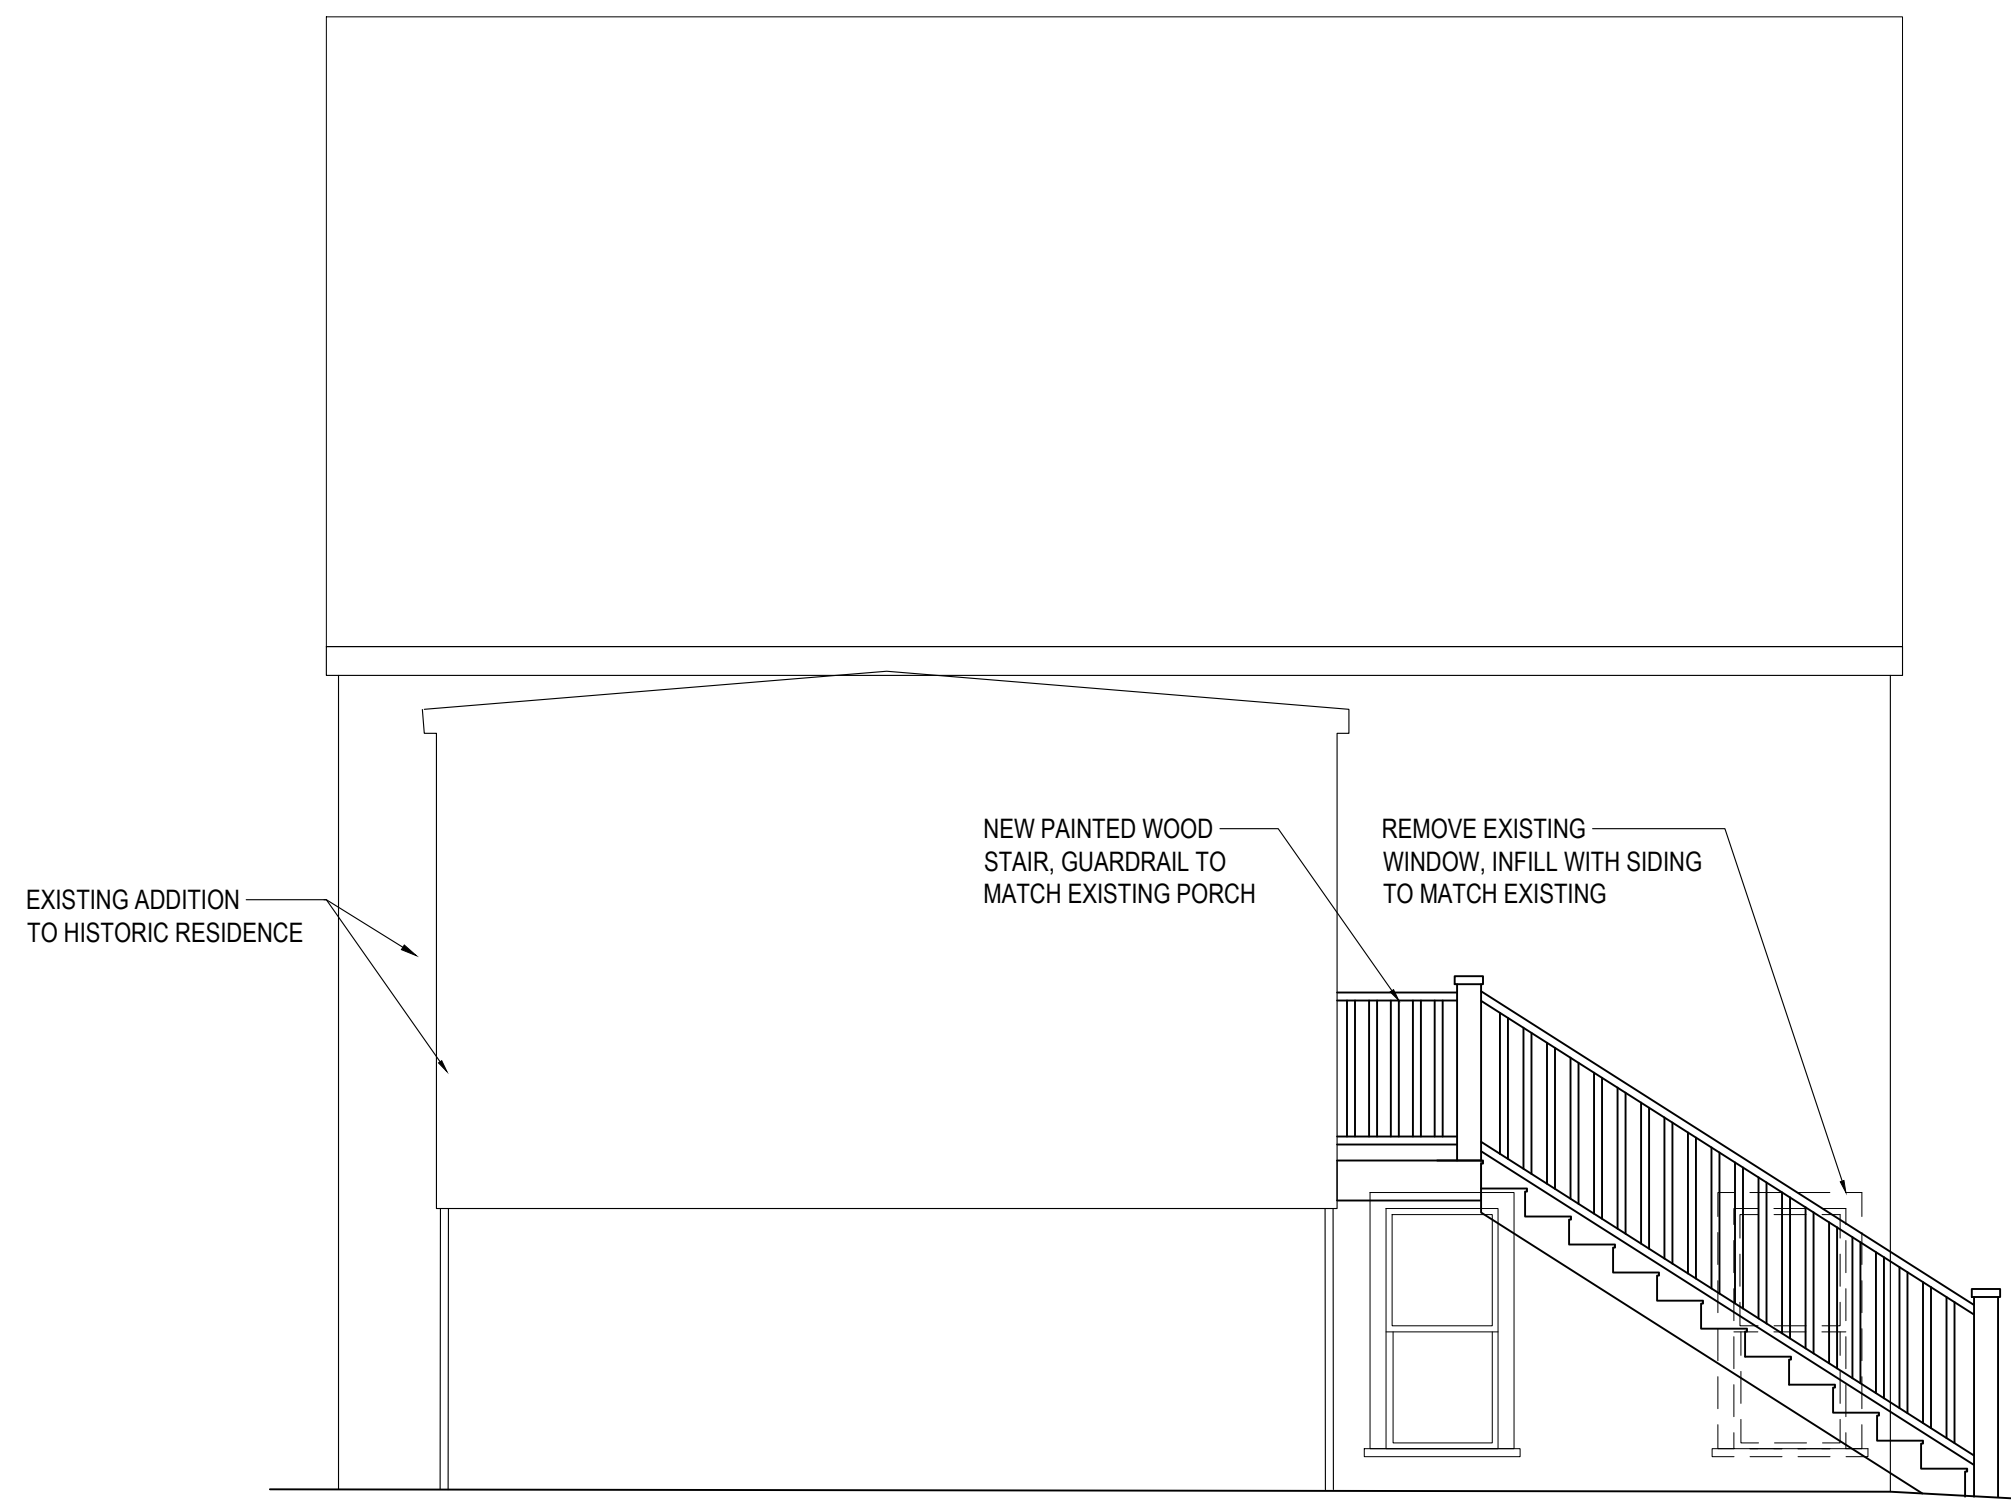 NEW PAINTED WOOD
STAIR, GUARDRAIL TO
MATCH EXISTING PORCH
REMOVE EXISTING
WINDOW, INFILL WITH SIDING
TO MATCH EXISTING
EXISTING ADDITION
TO HISTORIC RESIDENCE